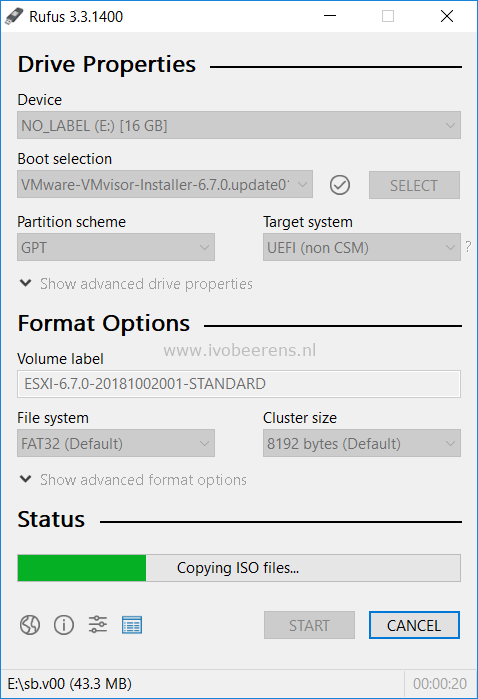 Rufus 3.3.1400
Drive Properties
Device
NO_LABEL (E:) [16 GB]
Boot selection
VMware-VMvisor-Installer-6.7.0.update01
SELECT
Partition scheme Target system
GPT UEFI (non CSM) ?
Show advanced drive properties
Format Options
www.ivobeerens.nl
Volume label
ESXI-6.7.0-20181002001-STANDARD
File system Cluster size
FAT32 (Default) 8192 bytes (Default)
Show advanced format options
Status
Copying ISO files...
START CANCEL
E:\sb.v00 (43.3 MB) 00:00:20